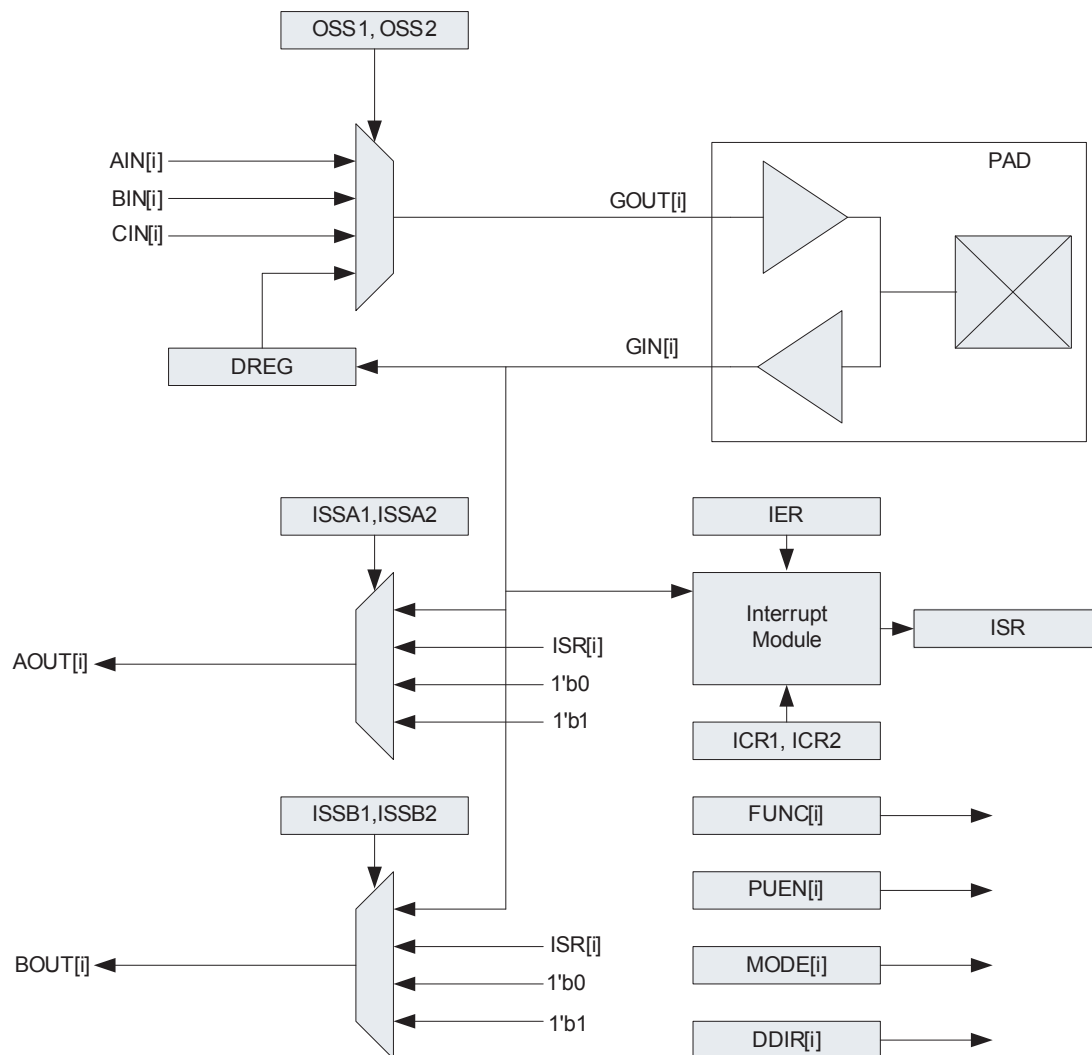 OSS1, OSS2
AIN[i]
BIN[i]
CIN[i]
GOUT[i]
PAD
DREG
GIN[i]
ISSA1,ISSA2
IER
Interrupt
Module
ISR
ISR[i]
AOUT[i]
1'b0
1'b1
ICR1, ICR2
ISSB1,ISSB2
FUNC[i]
PUEN[i]
ISR[i]
BOUT[i]
MODE[i]
1'b0
1'b1
DDIR[i]